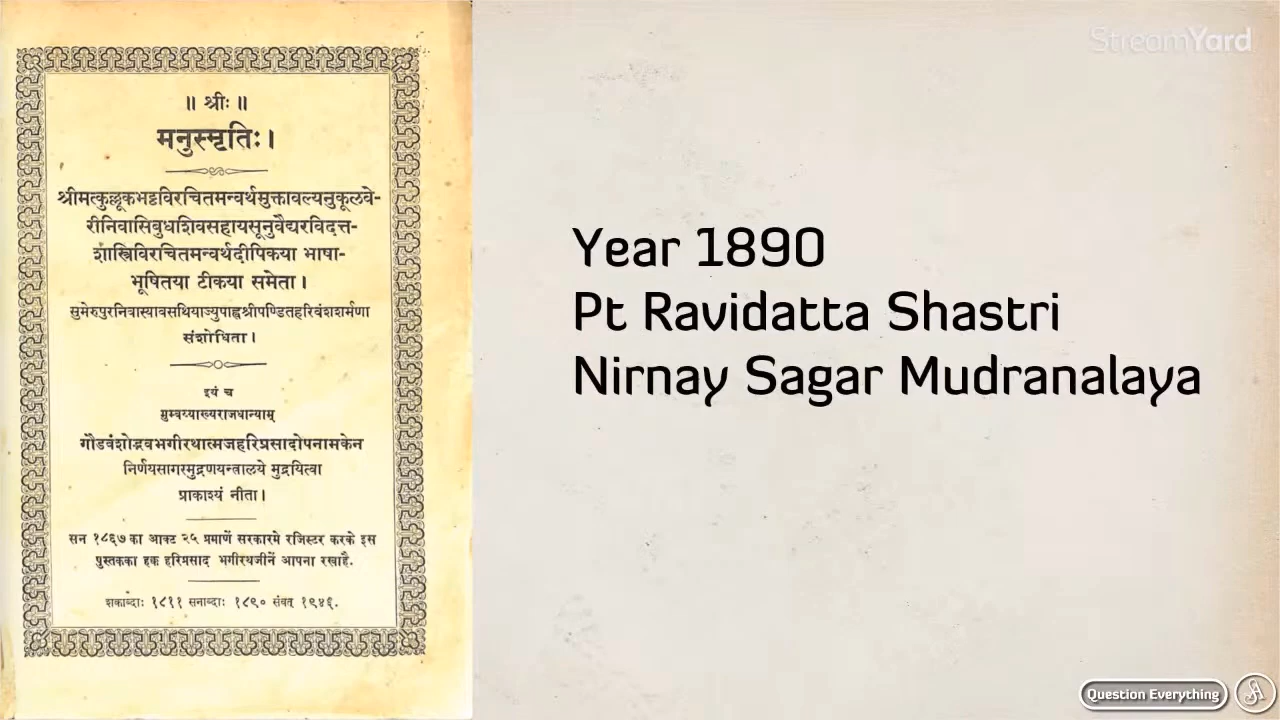 ॥ श्रीः ॥
मनुस्मृतिः।
श्रीमत्कुल्लूकभट्टविरचितमन्वर्थमुक्तावल्यनुकूलवे-
रीनिवासिबुधशिवसहायसूनुवैद्यरविदत्त-
शास्त्रिविरचितमन्वर्थदीपिकया भाषा-
भूषितया टीकया समेता।
सुमेरुपुरनिवास्यावसथियाज्युपाह्वश्रीपण्डितहरिवंशशर्मणा
संशोधिता।
इयं च
मुम्बय्याख्यराजधान्याम्
गौडवंशोद्भवभगीरथात्मजहरिप्रसादोपनामकेन
निर्णयसागरमुद्रणयन्त्रालये मुद्रयित्वा
प्राकाश्यं नीता।
सन १८६७ का आक्ट २५ प्रमाणें सरकारमे रजिस्टर करके इस
पुस्तकका हक्क हरिप्रसाद भगीरथजीनें आपना रखाहै.
शकाब्दाः १८११ सनाब्दाः १८९० संवत् १९४६.
StreamYard
Year 1890
Pt Ravidatta Shastri
Nirnay Sagar Mudranalaya
Question Everything